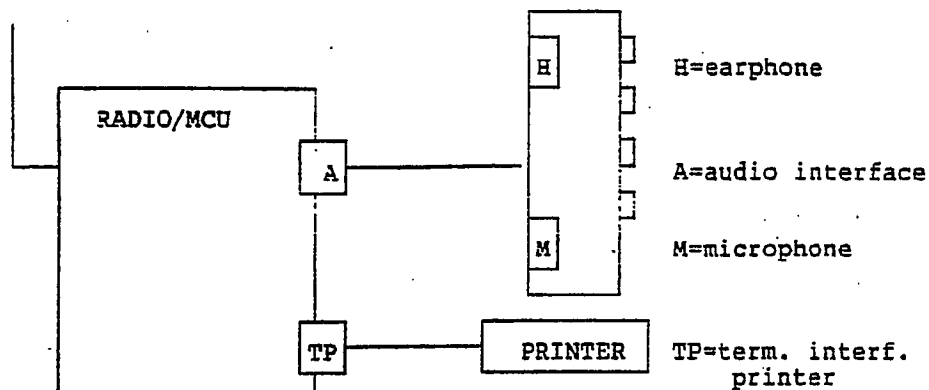 H
H=earphone
RADIO/MCU
A
A=audio interface
M
M=microphone
TP
PRINTER
TP=term. interf.
printer